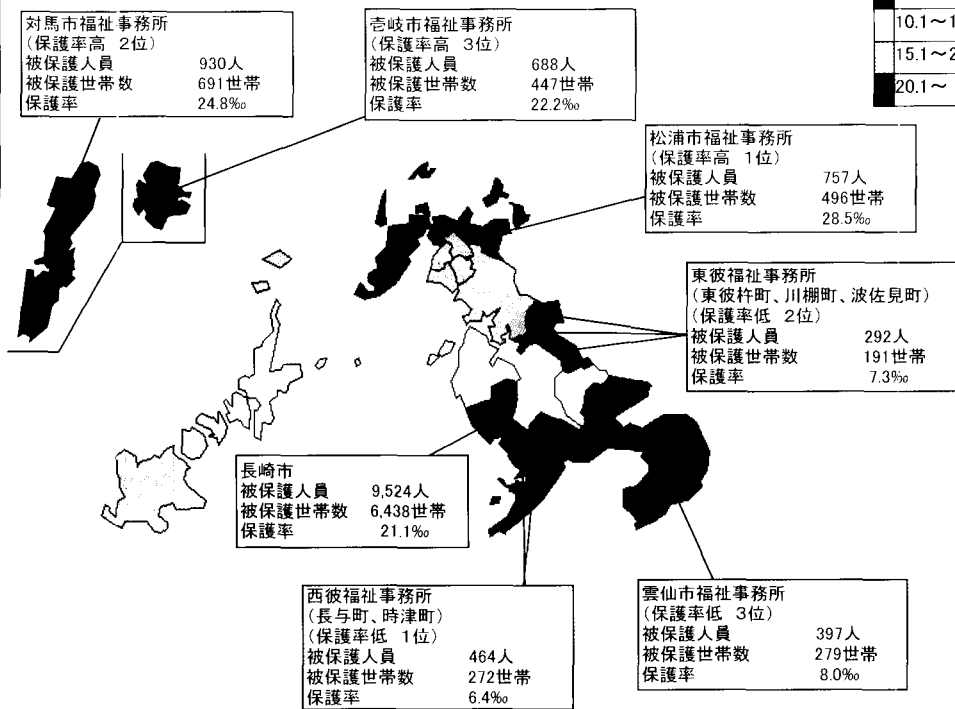 対馬市福祉事務所
(保護率高 2位)
被保護人員 930人
被保護世帯数 691世帯
保護率 24.8‰
壱岐市福祉事務所
(保護率高 3位)
被保護人員 688人
被保護世帯数 447世帯
保護率 22.2‰
10.1～1
15.1～2
20.1～
松浦市福祉事務所
(保護率高 1位)
被保護人員 757人
被保護世帯数 496世帯
保護率 28.5‰
東彼福祉事務所
(東彼杵町、川棚町、波佐見町)
(保護率低 2位)
被保護人員 292人
被保護世帯数 191世帯
保護率 7.3‰
長崎市
被保護人員 9,524人
被保護世帯数 6,438世帯
保護率 21.1‰
西彼福祉事務所
(長与町、時津町)
(保護率低 1位)
被保護人員 464人
被保護世帯数 272世帯
保護率 6.4‰
雲仙市福祉事務所
(保護率低 3位)
被保護人員 397人
被保護世帯数 279世帯
保護率 8.0‰